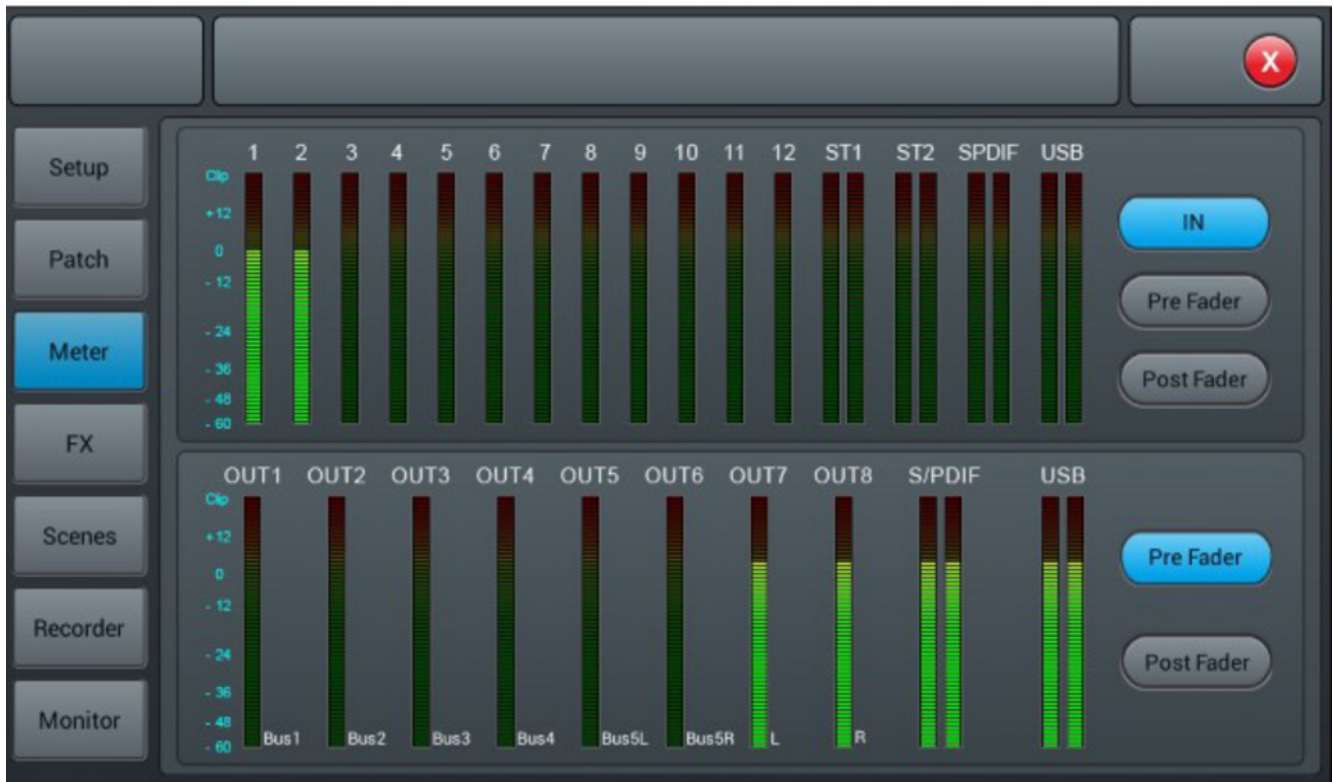 X
Setup
Patch
Meter
FX
Scenes
Recorder
Monitor
1 2 3 4 5 6 7 8 9 10 11 12 ST1 ST2 SPDIF USB
Clip
+12
0
- 12
- 24
- 36
- 48
- 60
IN
Pre Fader
Post Fader
OUT1 OUT2 OUT3 OUT4 OUT5 OUT6 OUT7 OUT8 S/PDIF USB
Clip
+12
0
- 12
- 24
- 36
- 48
- 60
Bus1 Bus2 Bus3 Bus4 Bus5L Bus5R L R
Pre Fader
Post Fader